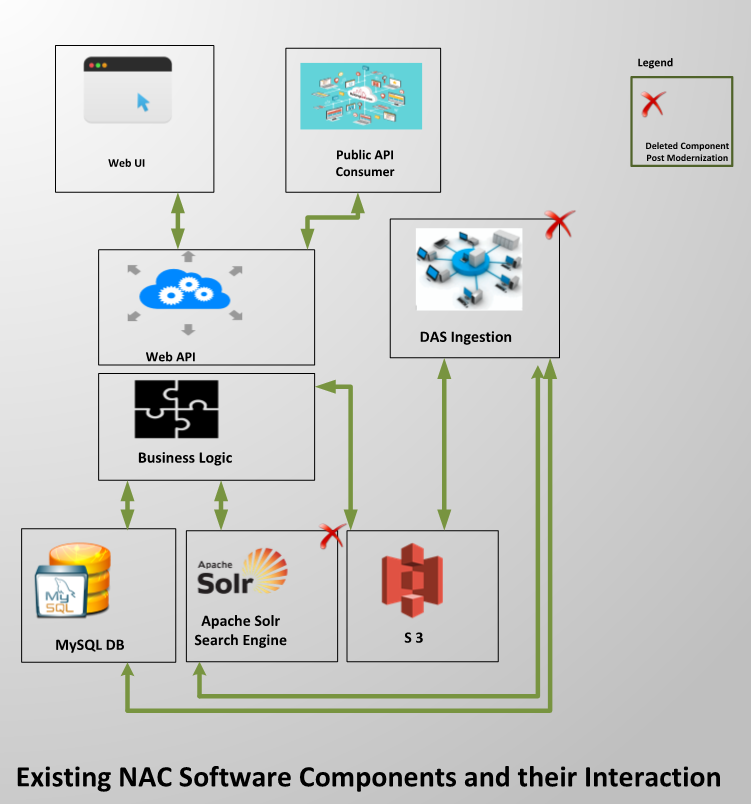 Legend
Deleted Component
Post Modernization
Web UI
Public API
Consumer
Web API
DAS Ingestion
Business Logic
My
SQL
MySQL DB
Apache
Solr
Apache Solr
Search Engine
S 3
Existing NAC Software Components and their Interaction